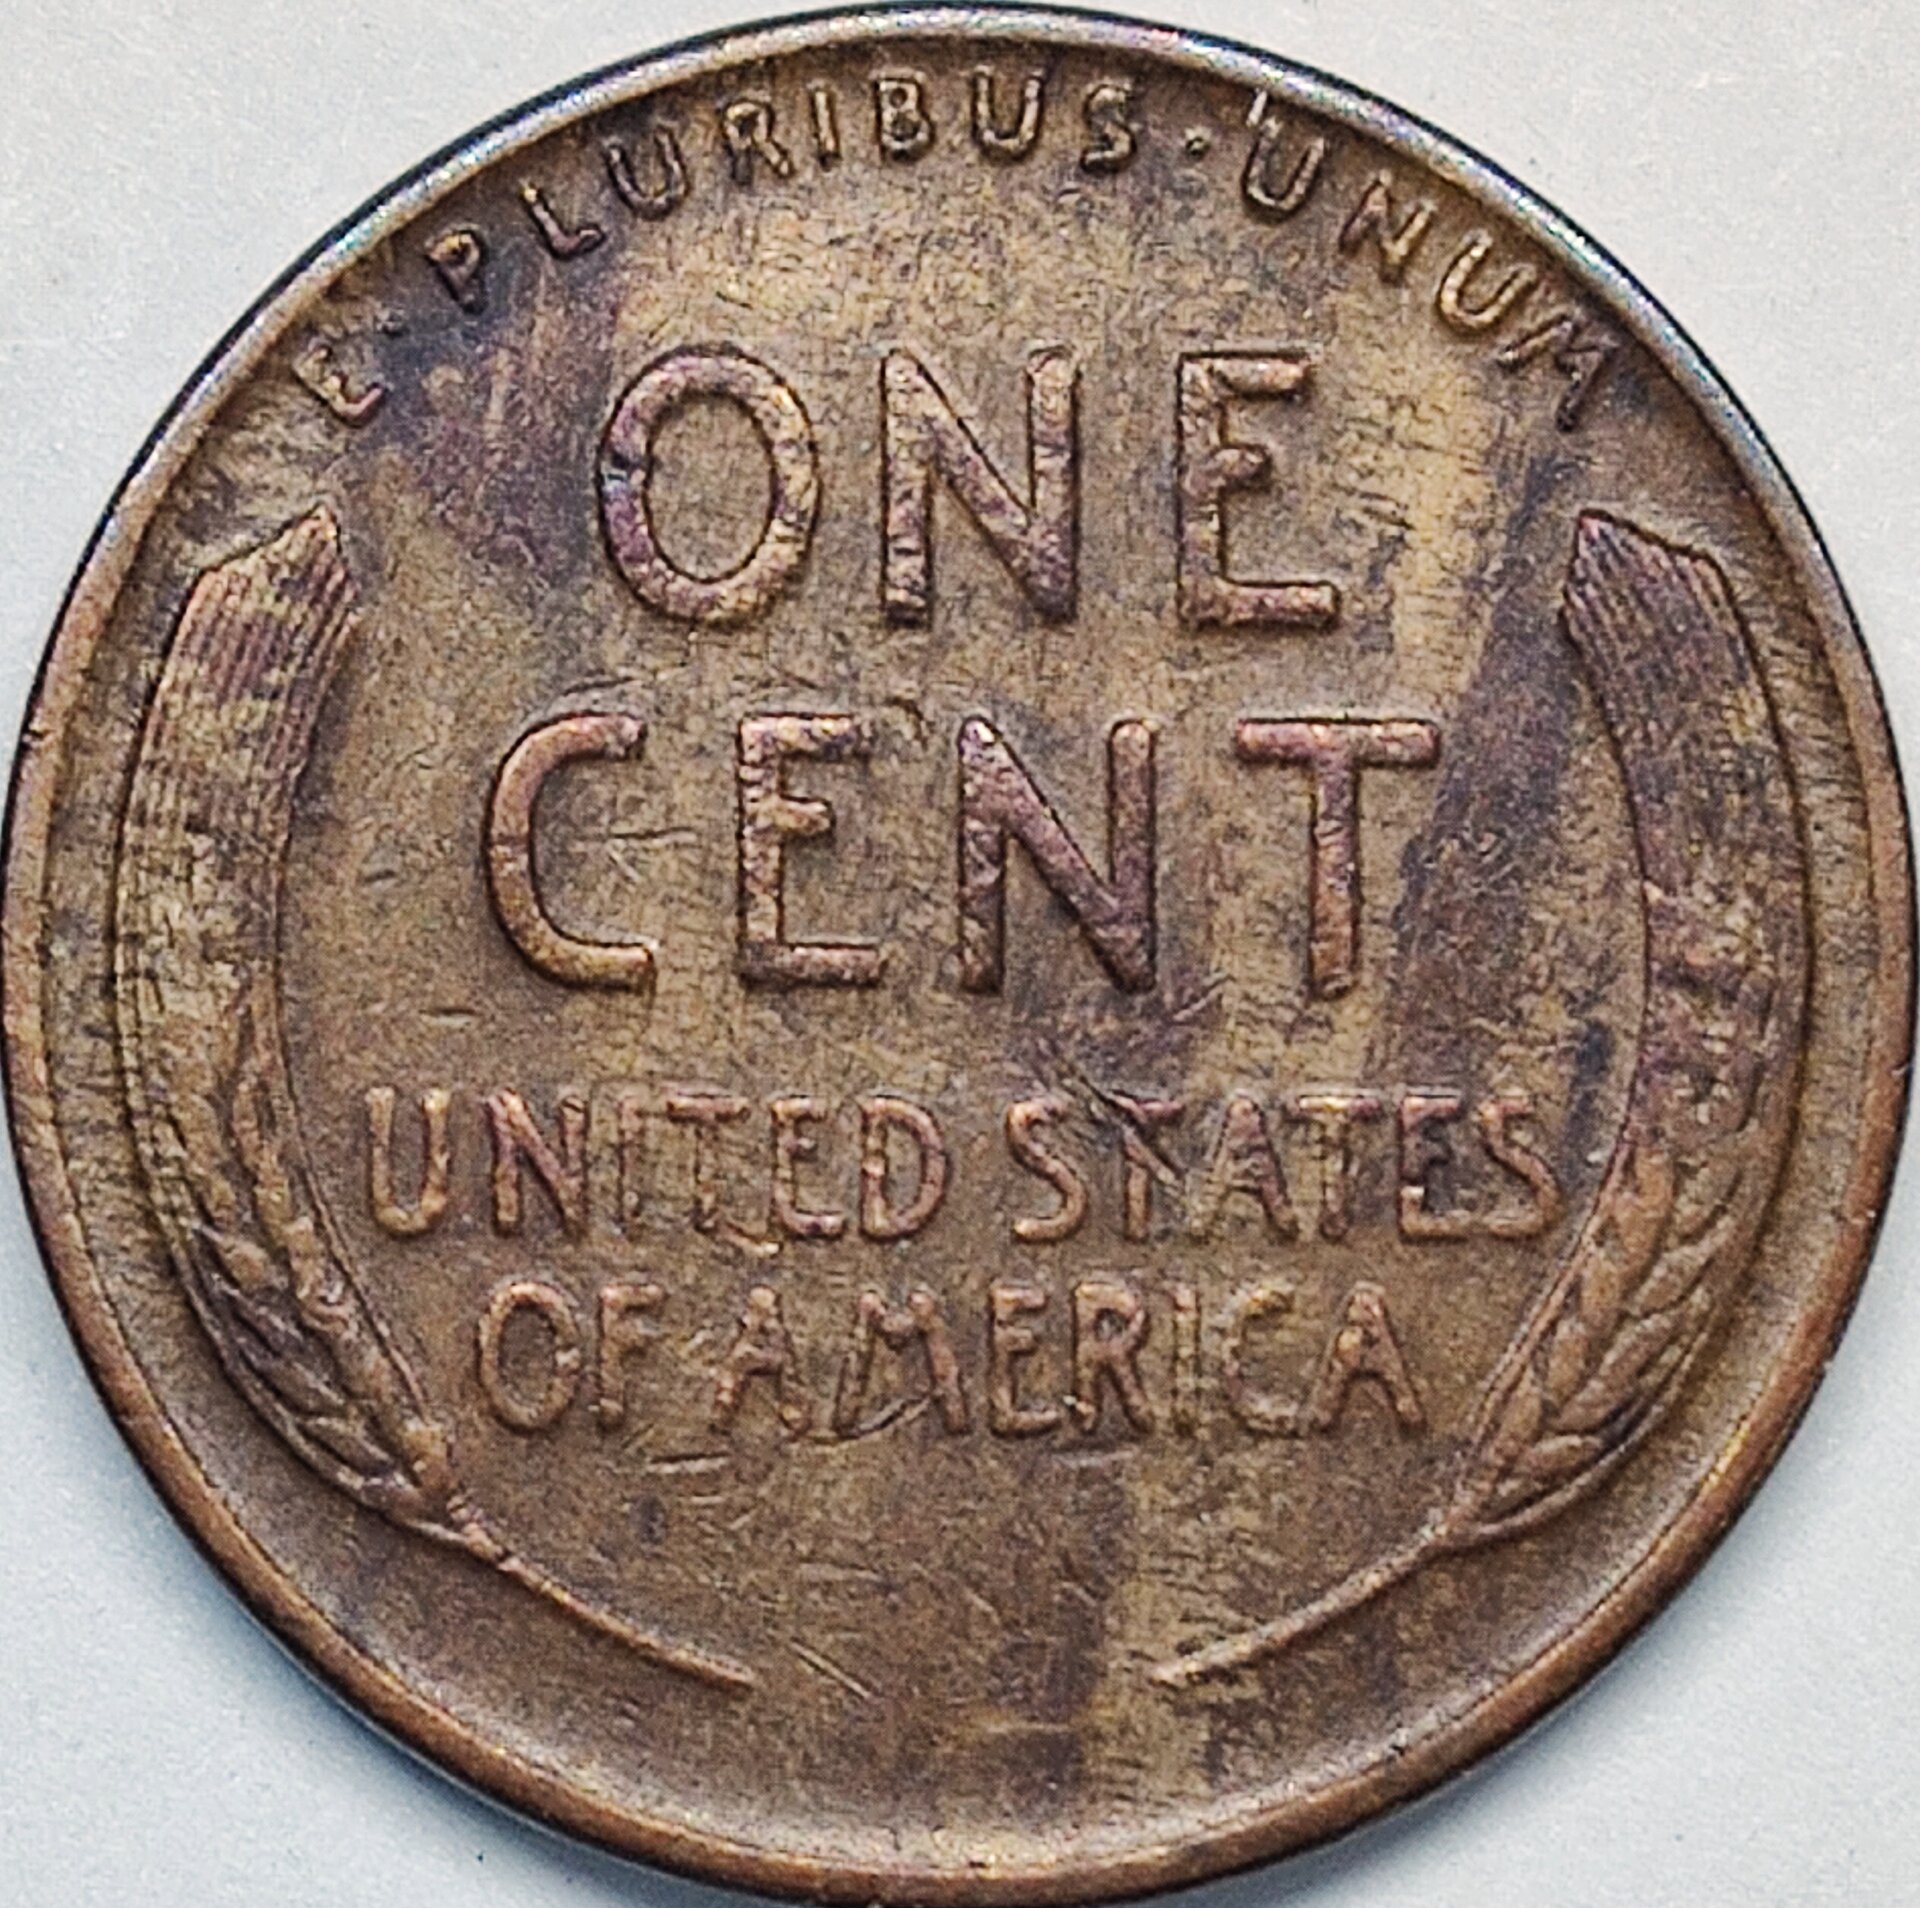 E·PLURIBUS·UNUM
ONE
CENT
UNITED STATES
OF AMERICA